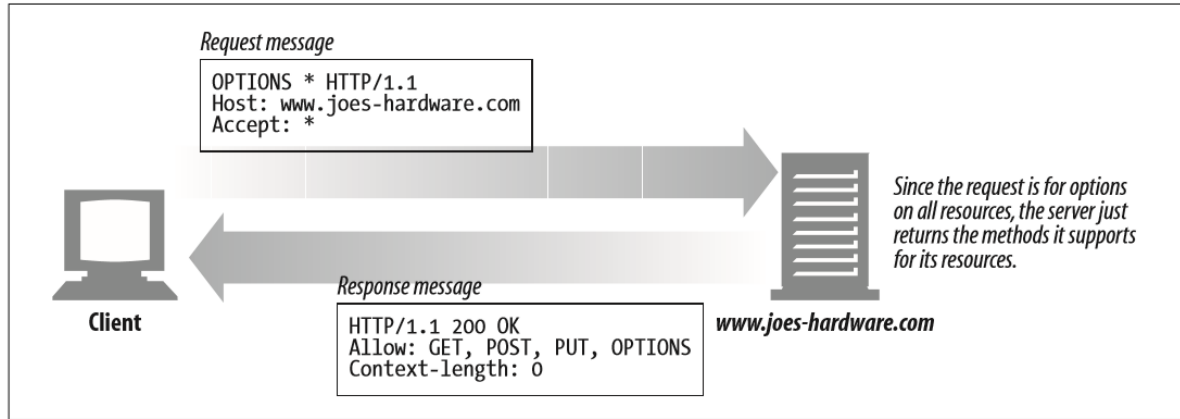 Request message
OPTIONS * HTTP/1.1
Host: www.joes-hardware.com
Accept: *
Since the request is for options
on all resources, the server just
returns the methods it supports
for its resources.
Client
www.joes-hardware.com
Response message
HTTP/1.1 200 OK
Allow: GET, POST, PUT, OPTIONS
Context-length: 0